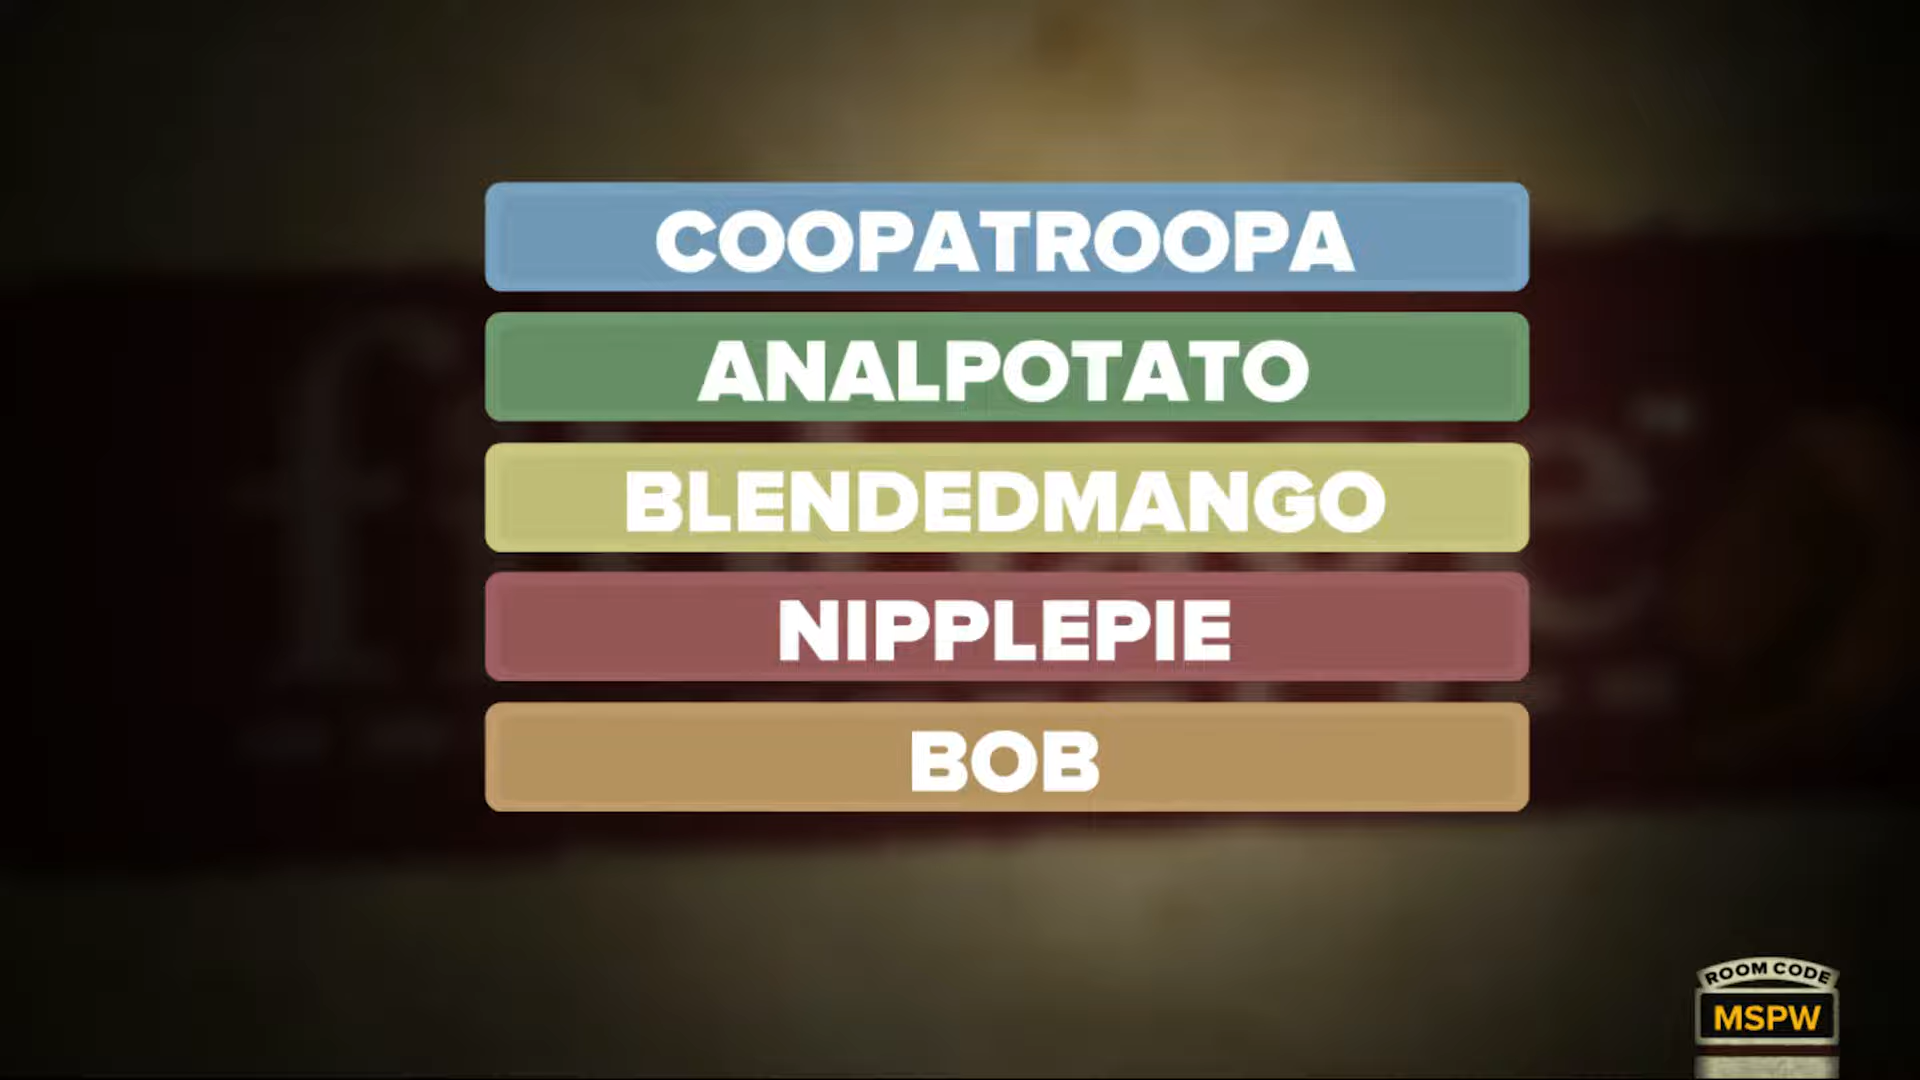 COOPATROOPA
ANALPOTATO
BLENDEDMANGO
NIPPLEPIE
BOB
ROOM CODE
MSPW